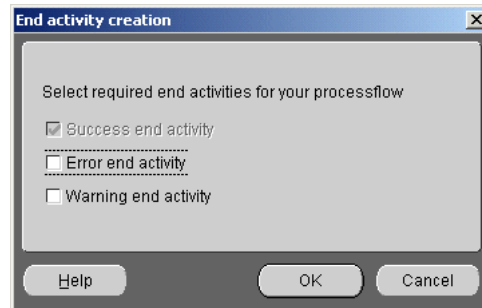 End activity creation
Select required end activities for your processflow
Success end activity
Error end activity
Warning end activity
Help OK Cancel